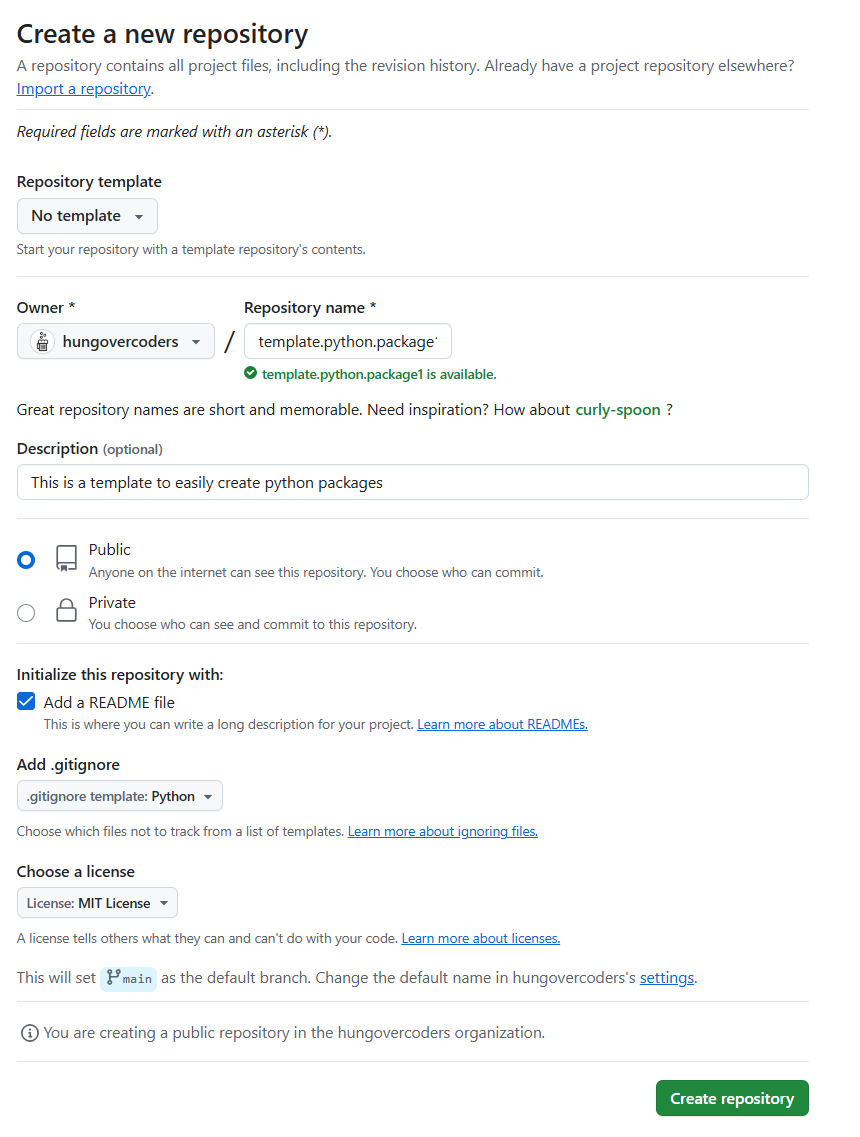 Create a new repository
A repository contains all project files, including the revision history. Already have a project repository elsewhere?
Import a repository.
Required fields are marked with an asterisk (*).
Repository template
No template
Start your repository with a template repository's contents.
Owner *
Repository name *
hungovercoders
/
template.python.package
template.python.package1 is available.
Great repository names are short and memorable. Need inspiration? How about curly-spoon ?
Description (optional)
This is a template to easily create python packages
Public
Anyone on the internet can see this repository. You choose who can commit.
Private
You choose who can see and commit to this repository.
Initialize this repository with:
Add a README file
This is where you can write a long description for your project. Learn more about READMEs.
Add .gitignore
.gitignore template: Python
Choose which files not to track from a list of templates. Learn more about ignoring files.
Choose a license
License: MIT License
A license tells others what they can and can't do with your code. Learn more about licenses.
This will set main as the default branch. Change the default name in hungovercoders's settings.
You are creating a public repository in the hungovercoders organization.
Create repository